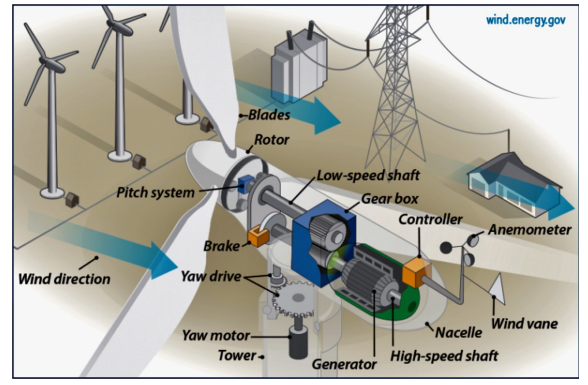 wind.energy.gov
Blades
Rotor
Pitch system
Low-speed shaft
Gear box
Controller
Anemometer
Brake
Wind direction
Yaw drive
Wind vane
Yaw motor
Nacelle
Tower
Generator
High-speed shaft